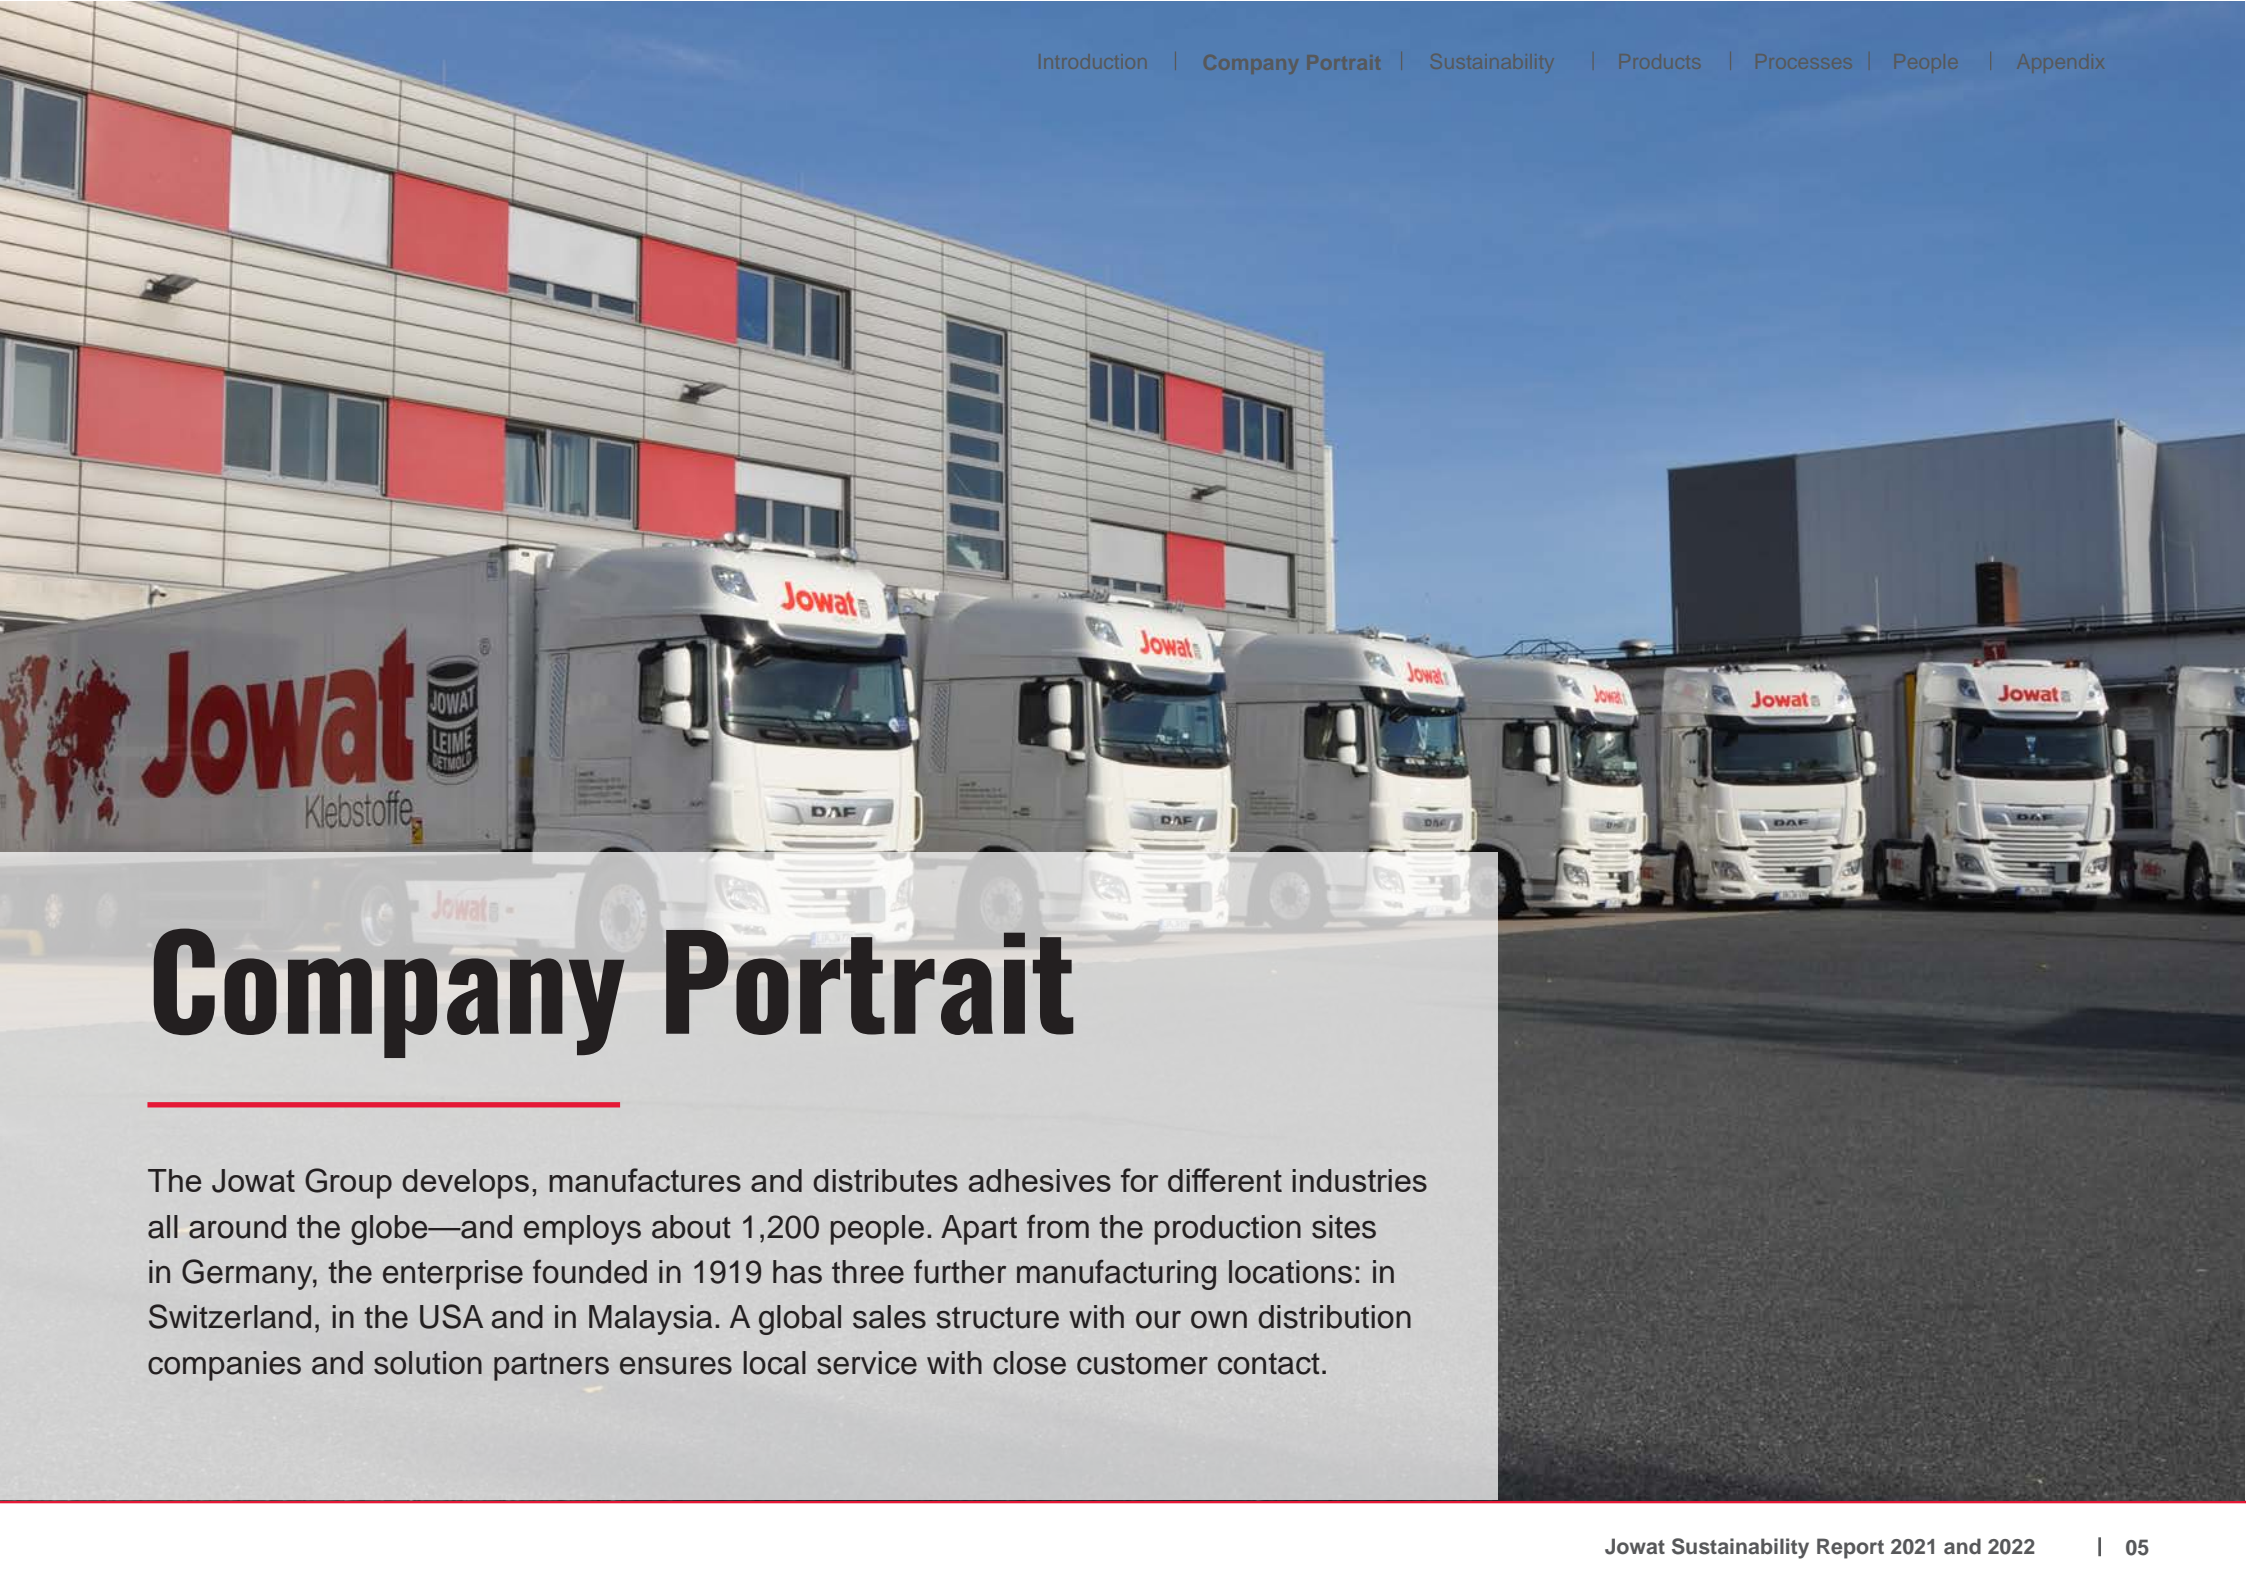 Introduction | Company Portrait | Sustainability | Products | Processes | People | Appendix
Jowat
Jowat
Jowat
Jowat
Jowat
Jowat
Jowat
®
JOWAT
LEIME
DETMOLD
Klebstoffe
DAF
DAF
DAF
DAF
DAF
DAF
1
Jowat
Company Portrait
The Jowat Group develops, manufactures and distributes adhesives for different industries
all around the globe—and employs about 1,200 people. Apart from the production sites
in Germany, the enterprise founded in 1919 has three further manufacturing locations: in
Switzerland, in the USA and in Malaysia. A global sales structure with our own distribution
companies and solution partners ensures local service with close customer contact.
Jowat Sustainability Report 2021 and 2022 | 05